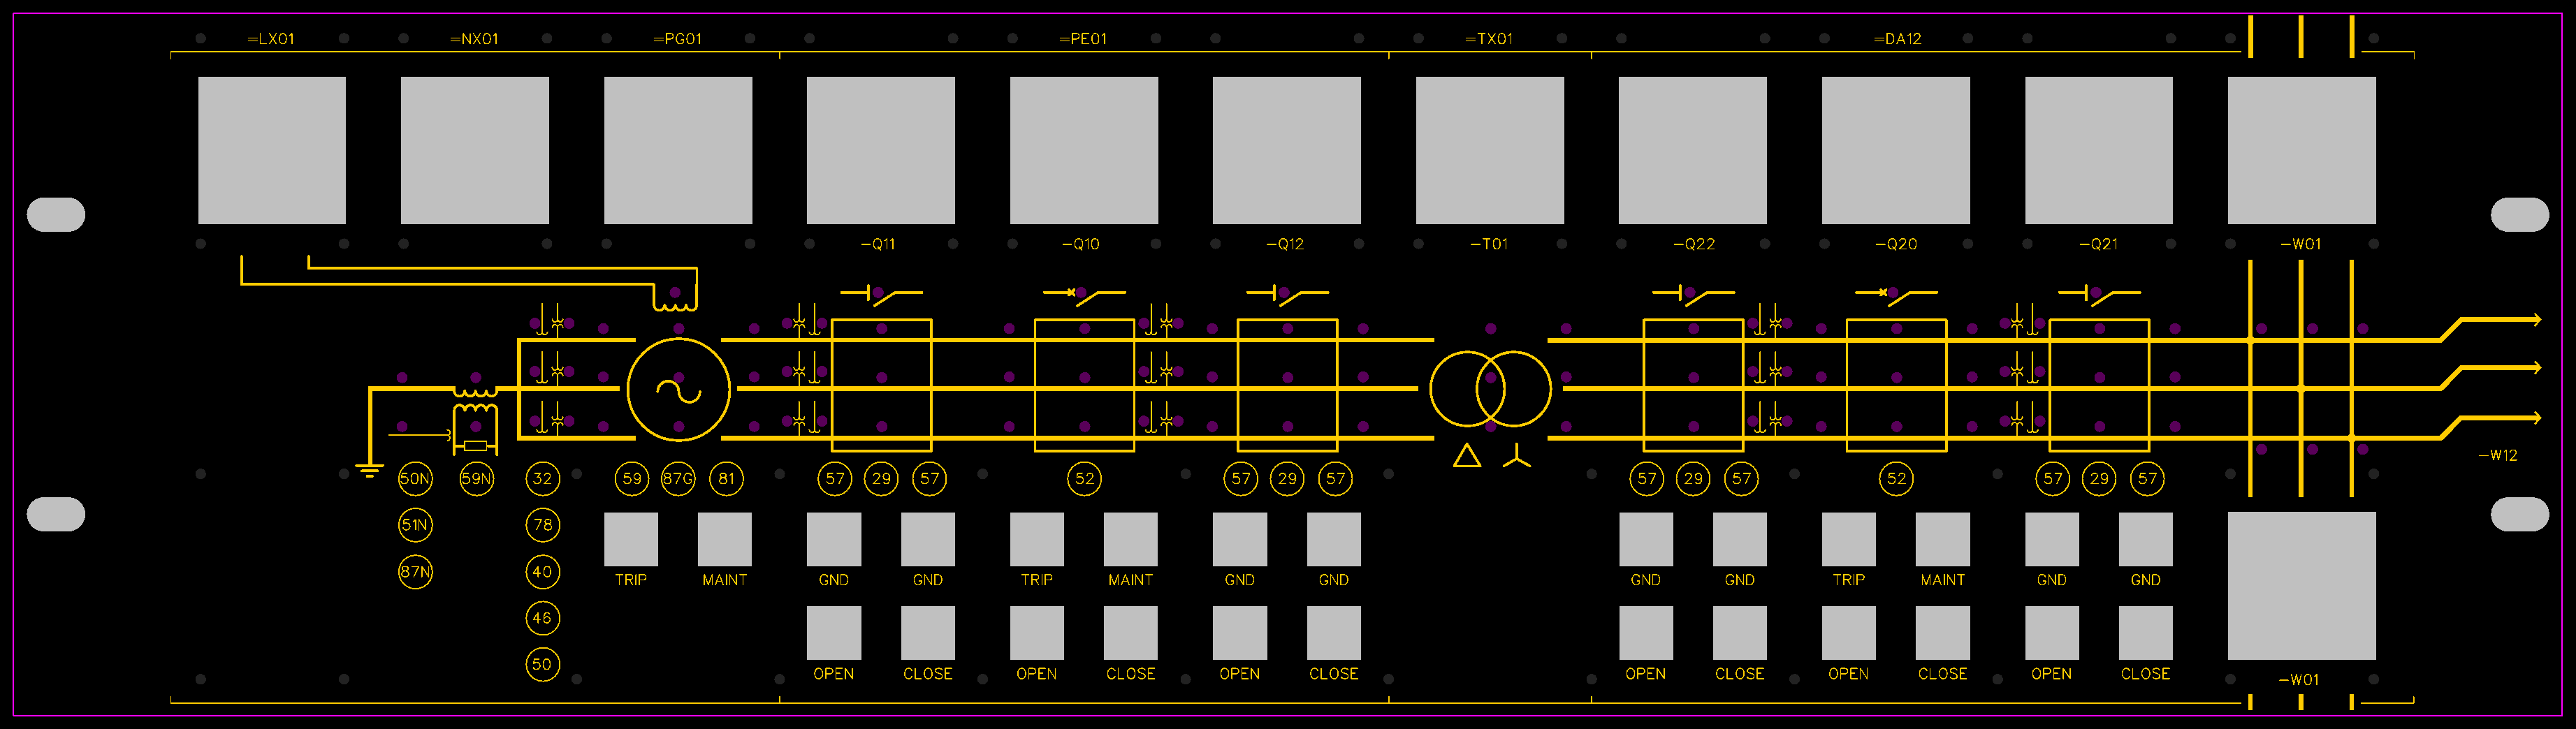 =LX01 =NX01 =PG01 =PE01 =TX01 =DA12
-Q11 -Q10 -Q12 -T01 -Q22 -Q20 -Q21 -W01
-W12
50N 59N 32 59 87G 81 57 29 57 52 57 29 57 57 29 57 52 57 29 57
51N 78
87N 40
TRIP MAINT GND GND TRIP MAINT GND GND GND GND TRIP MAINT GND GND
46
50
OPEN CLOSE OPEN CLOSE OPEN CLOSE OPEN CLOSE OPEN CLOSE OPEN CLOSE
-W01